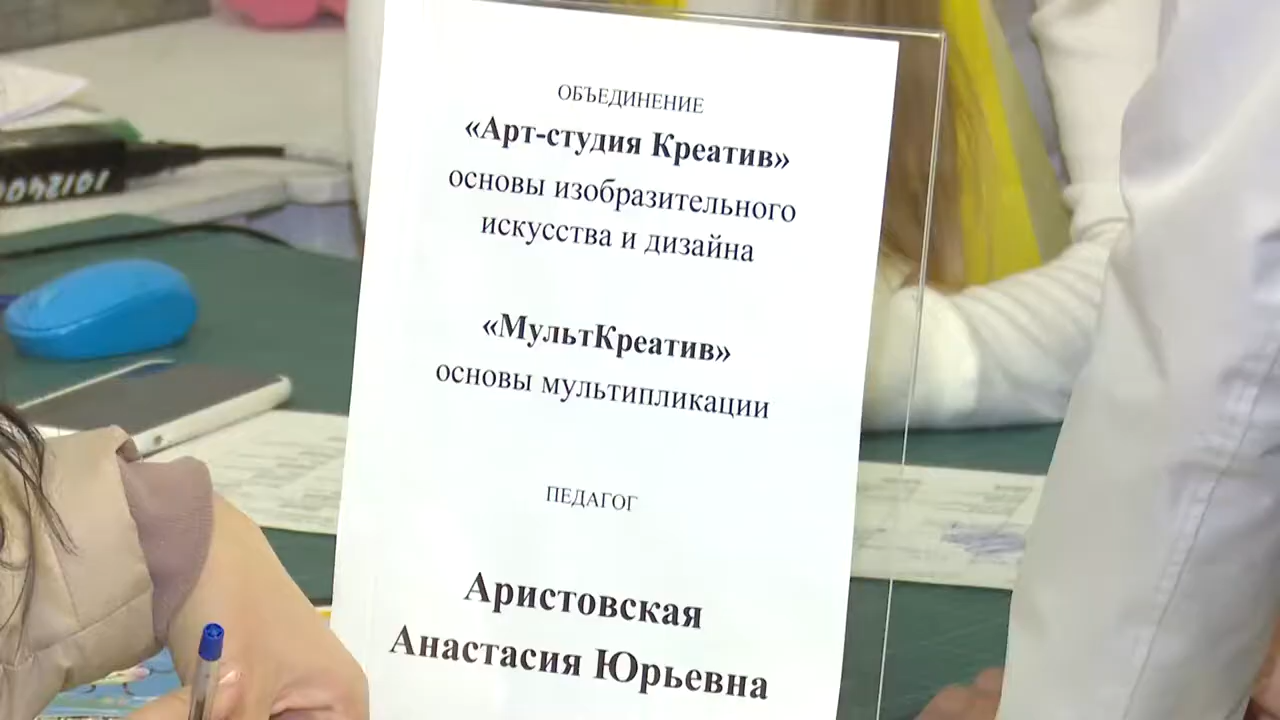 ОБЪЕДИНЕНИЕ
«Арт-студия Креатив»
основы изобразительного
искусства и дизайна
«МультКреатив»
основы мультипликации
ПЕДАГОГ
Аристовская
Анастасия Юрьевна